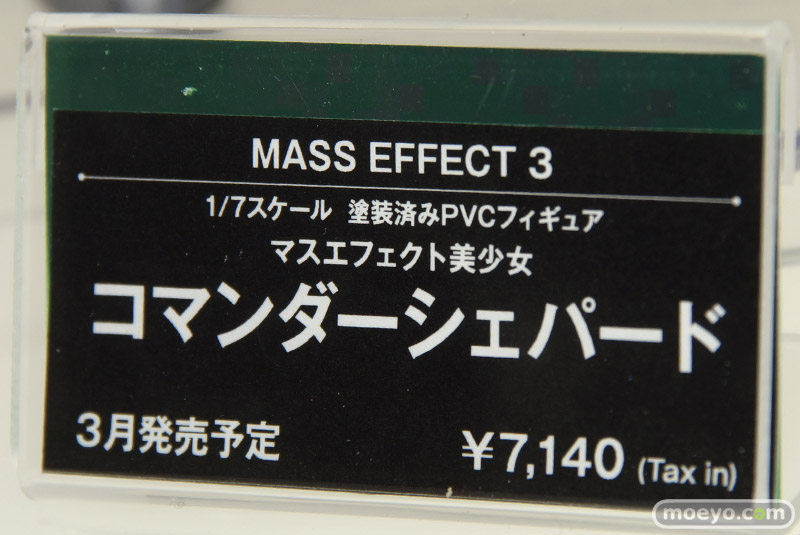 MASS EFFECT 3
1/7スケール 塗装済みPVCフィギュア
マスエフェクト美少女
コマンダーシェパード
3月発売予定 ¥7,140 (Tax in)
moeyo.com